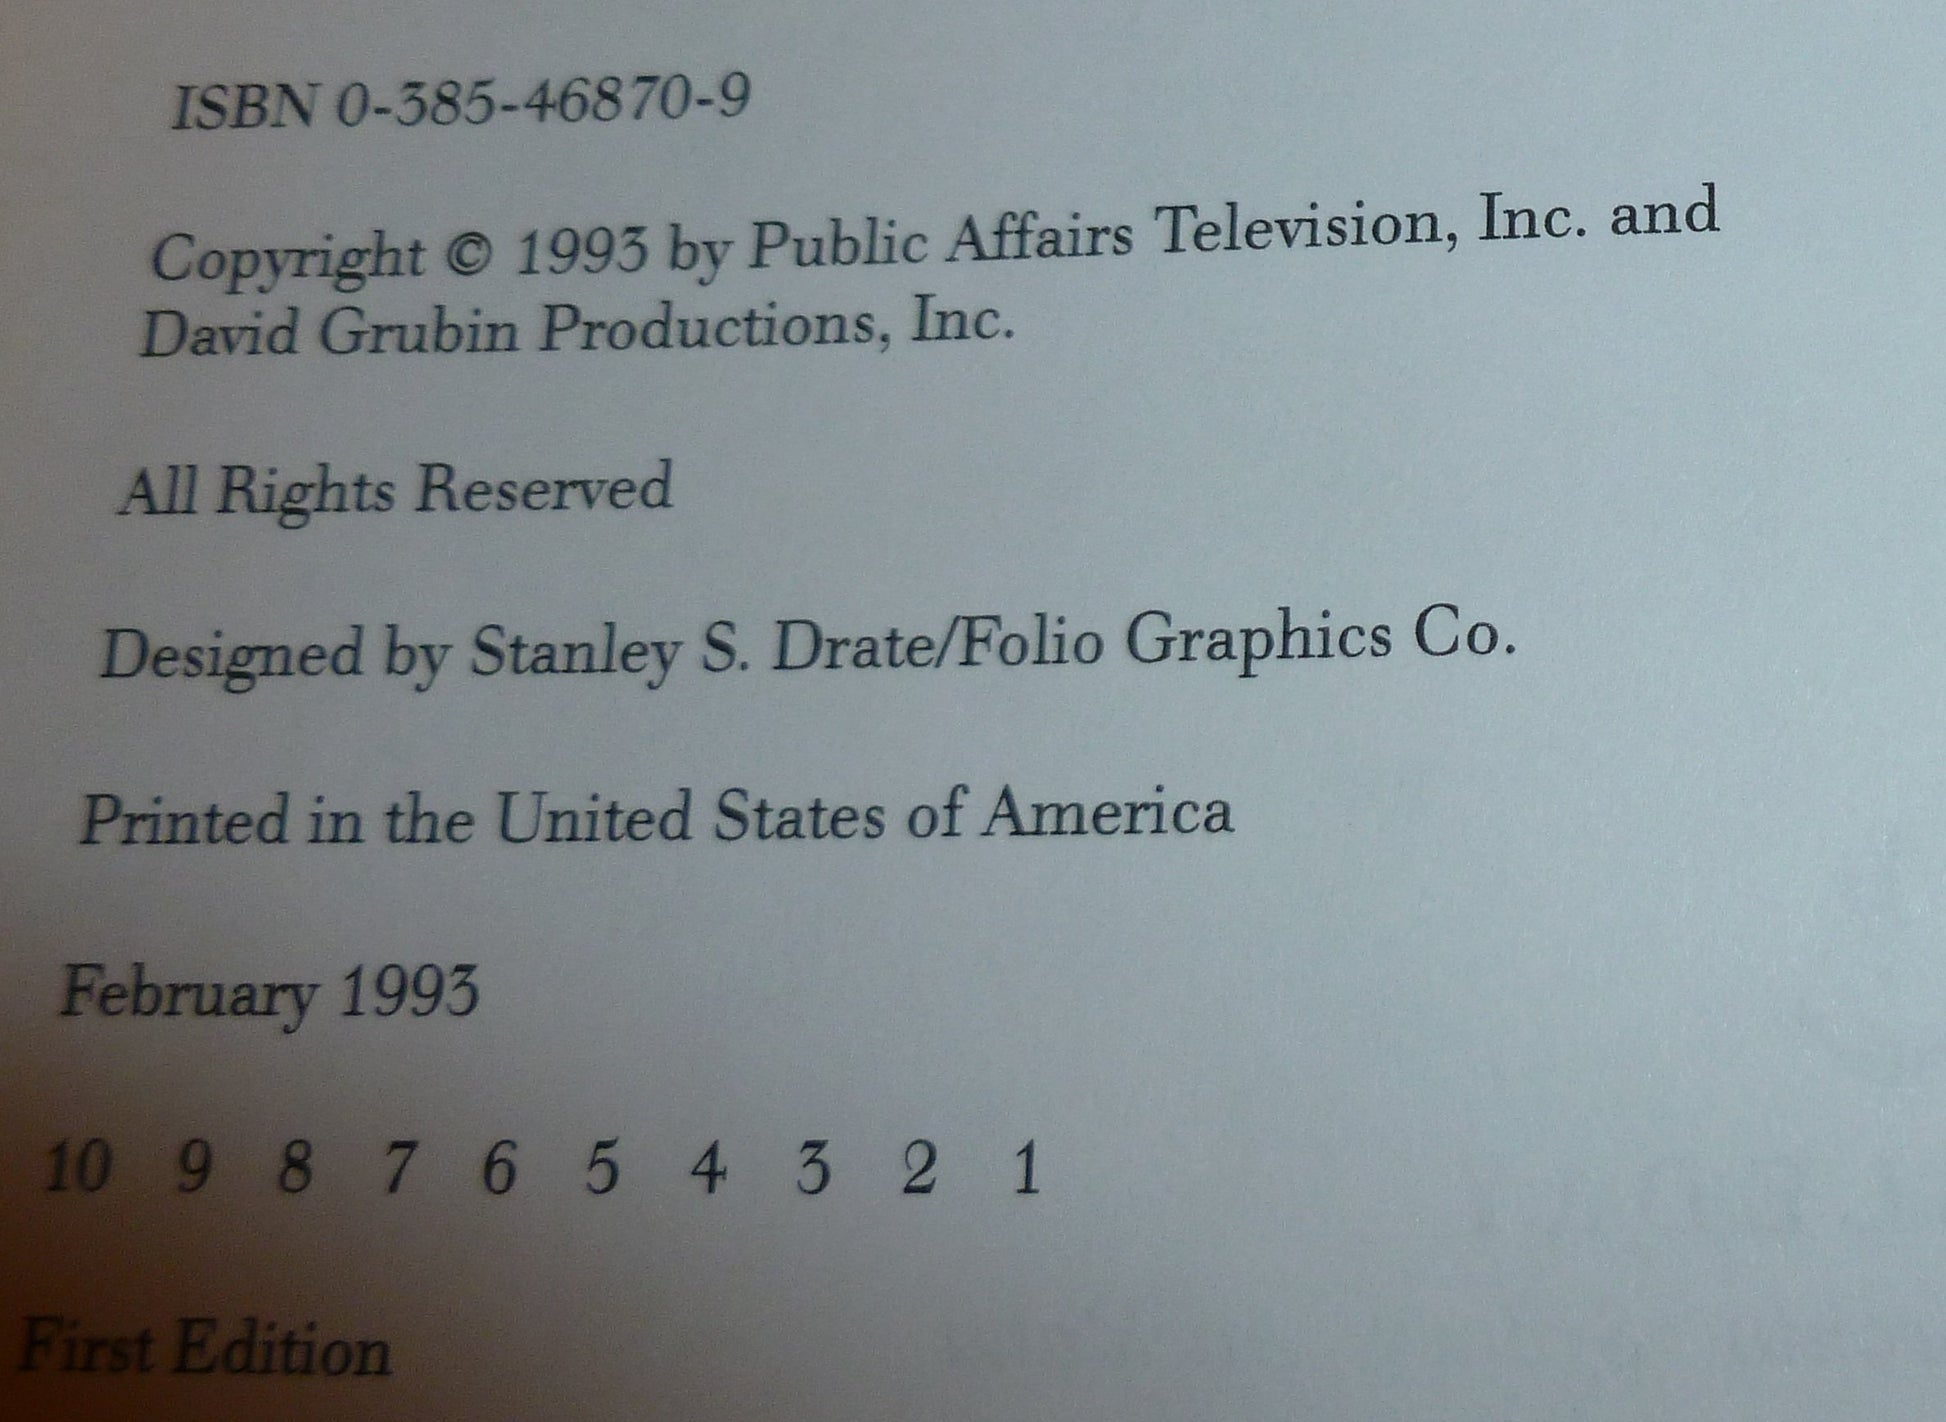 ISBN 0-385-46870-9
Copyright © 1993 by Public Affairs Television, Inc. and
David Grubin Productions, Inc.
All Rights Reserved
Designed by Stanley S. Drate/Folio Graphics Co.
Printed in the United States of America
February 1993
10 9 8 7 6 5 4 3 2 1
First Edition